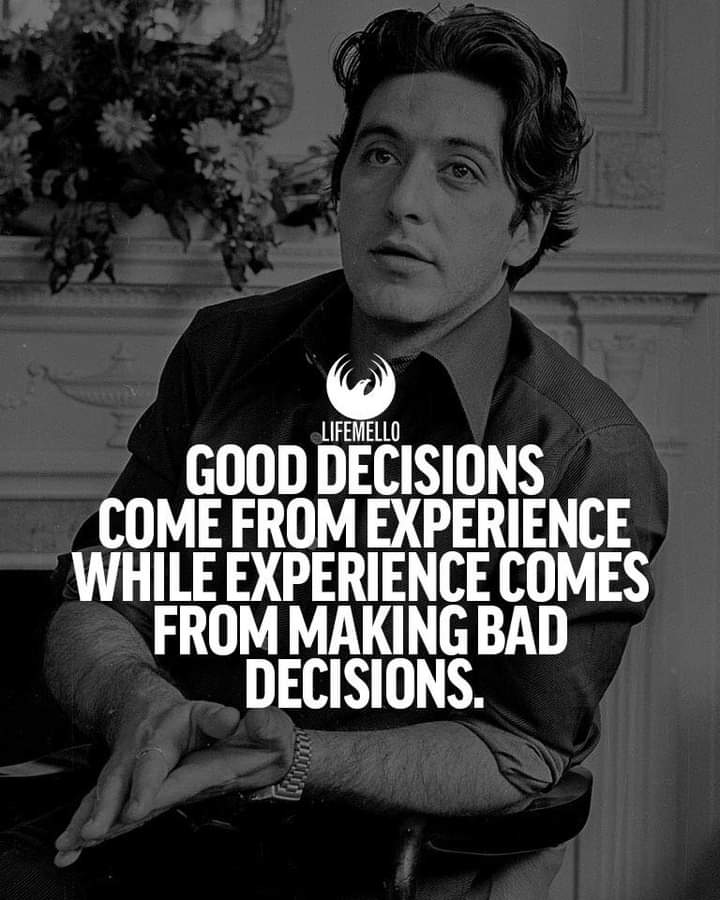 LIFEMELLO
GOOD DECISIONS
COME FROM EXPERIENCE
WHILE EXPERIENCE COMES
FROM MAKING BAD
DECISIONS.